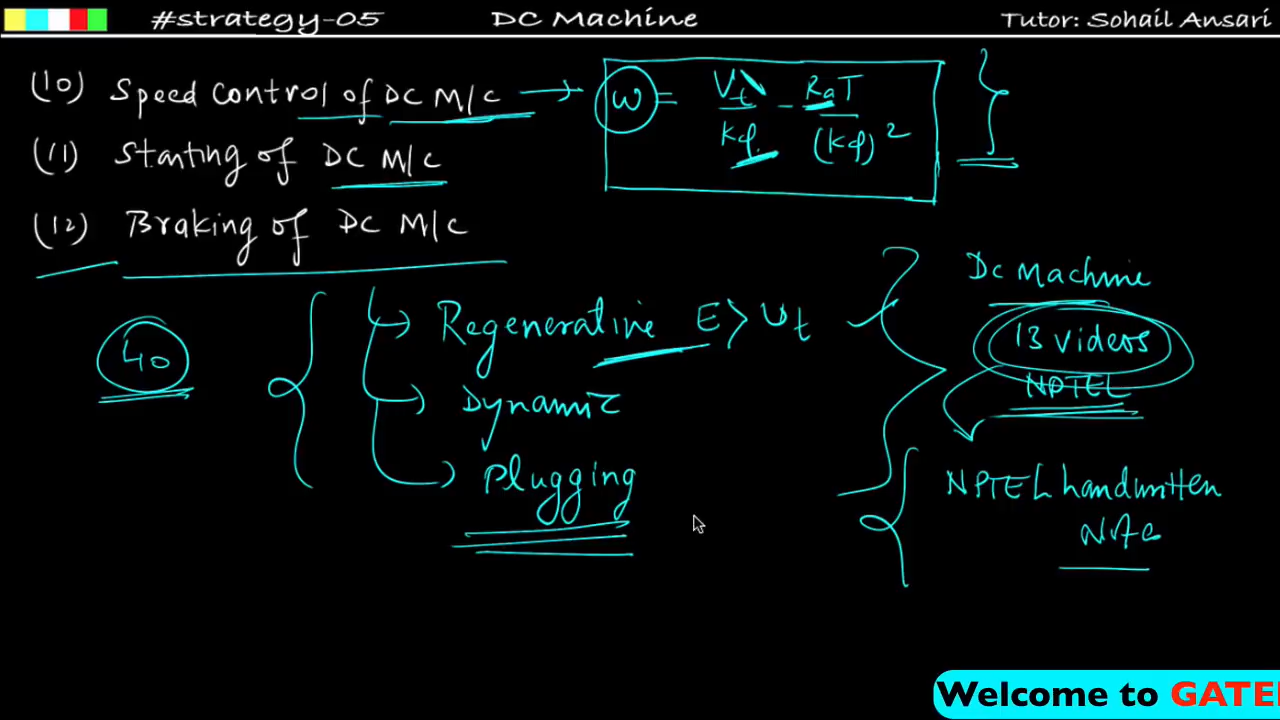 #strategy-05 DC Machine Tutor: Sohail Ansari
(10) Speed control of DC M/C → ω = Vt/Kφ - RaT/(Kφ)²
(11) Starting of DC M/C
(12) Braking of DC M/C
40
Regenerative E > Vt
Dynamic
Plugging
Dc Machine
13 videos
NPTEL
NPTEL handwritten
Welcome to GATE